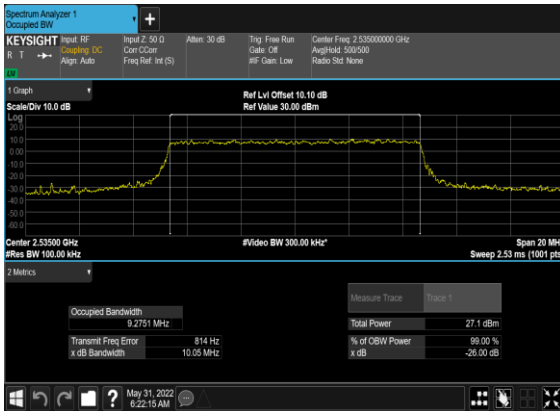 Spectrum Analyzer 1
Occupied BW
KEYSIGHT
R T
Input: RF
Coupling: DC
Align: Auto
Input Z: 50 Ω
Corr CCorr
Freq Ref: Int (S)
Atten: 30 dB
Trig: Free Run
Gate: Off
#IF Gain: Low
Center Freq: 2.535000000 GHz
Avg|Hold: 500/500
Radio Std: None
1 Graph
Scale/Div 10.0 dB
Ref Lvl Offset 10.10 dB
Ref Value 30.00 dBm
Log
20.0
10.0
0.00
-10.0
-20.0
-30.0
-40.0
-50.0
-60.0
Center 2.53500 GHz
#Res BW 100.00 kHz
#Video BW 300.00 kHz*
Span 20 MH
Sweep 2.53 ms (1001 pts
2 Metrics
Measure Trace Trace 1
Occupied Bandwidth
9.2751 MHz
Total Power 27.1 dBm
Transmit Freq Error 814 Hz
% of OBW Power 99.00 %
x dB Bandwidth 10.05 MHz
x dB -26.00 dB
?
May 31, 2022
6:22:15 AM